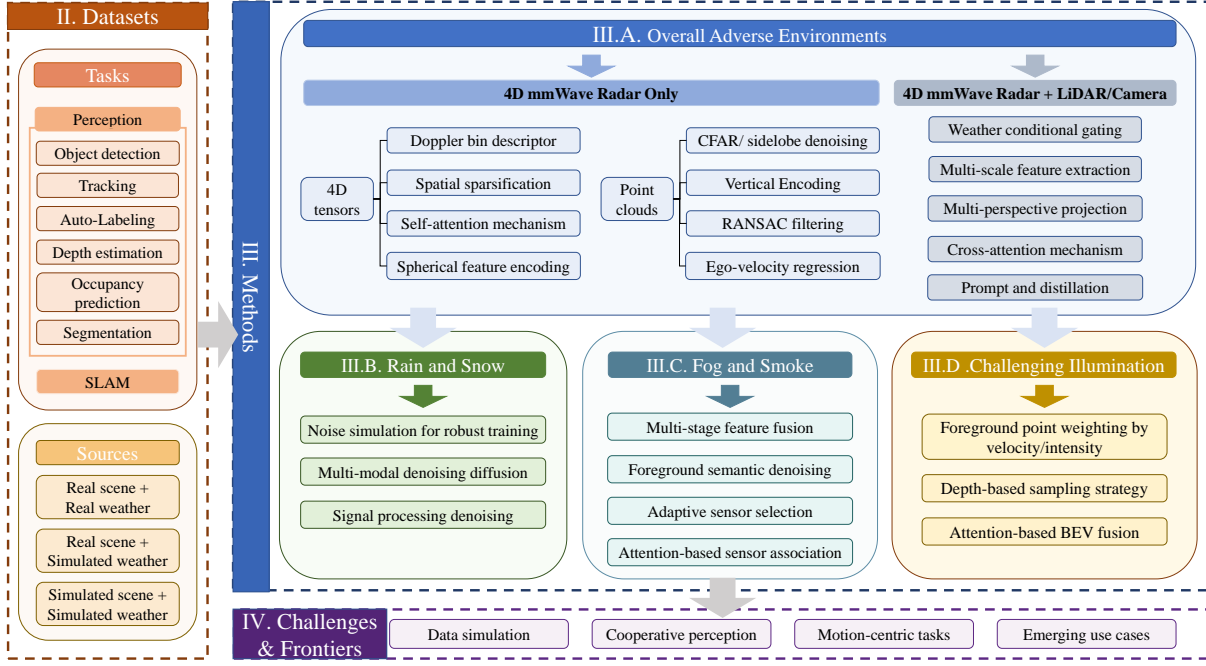 II. Datasets
Tasks
Perception
Object detection
Tracking
Auto-Labeling
Depth estimation
Occupancy
prediction
Segmentation
SLAM
Sources
Real scene +
Real weather
Real scene +
Simulated weather
Simulated scene +
Simulated weather
III. Methods
III.A. Overall Adverse Environments
4D mmWave Radar Only
4D
tensors
Doppler bin descriptor
Spatial sparsification
Self-attention mechanism
Spherical feature encoding
Point
clouds
CFAR/ sidelobe denoising
Vertical Encoding
RANSAC filtering
Ego-velocity regression
4D mmWave Radar + LiDAR/Camera
Weather conditional gating
Multi-scale feature extraction
Multi-perspective projection
Cross-attention mechanism
Prompt and distillation
III.B. Rain and Snow
Noise simulation for robust training
Multi-modal denoising diffusion
Signal processing denoising
III.C. Fog and Smoke
Multi-stage feature fusion
Foreground semantic denoising
Adaptive sensor selection
Attention-based sensor association
III.D .Challenging Illumination
Foreground point weighting by
velocity/intensity
Depth-based sampling strategy
Attention-based BEV fusion
IV. Challenges
& Frontiers
Data simulation
Cooperative perception
Motion-centric tasks
Emerging use cases